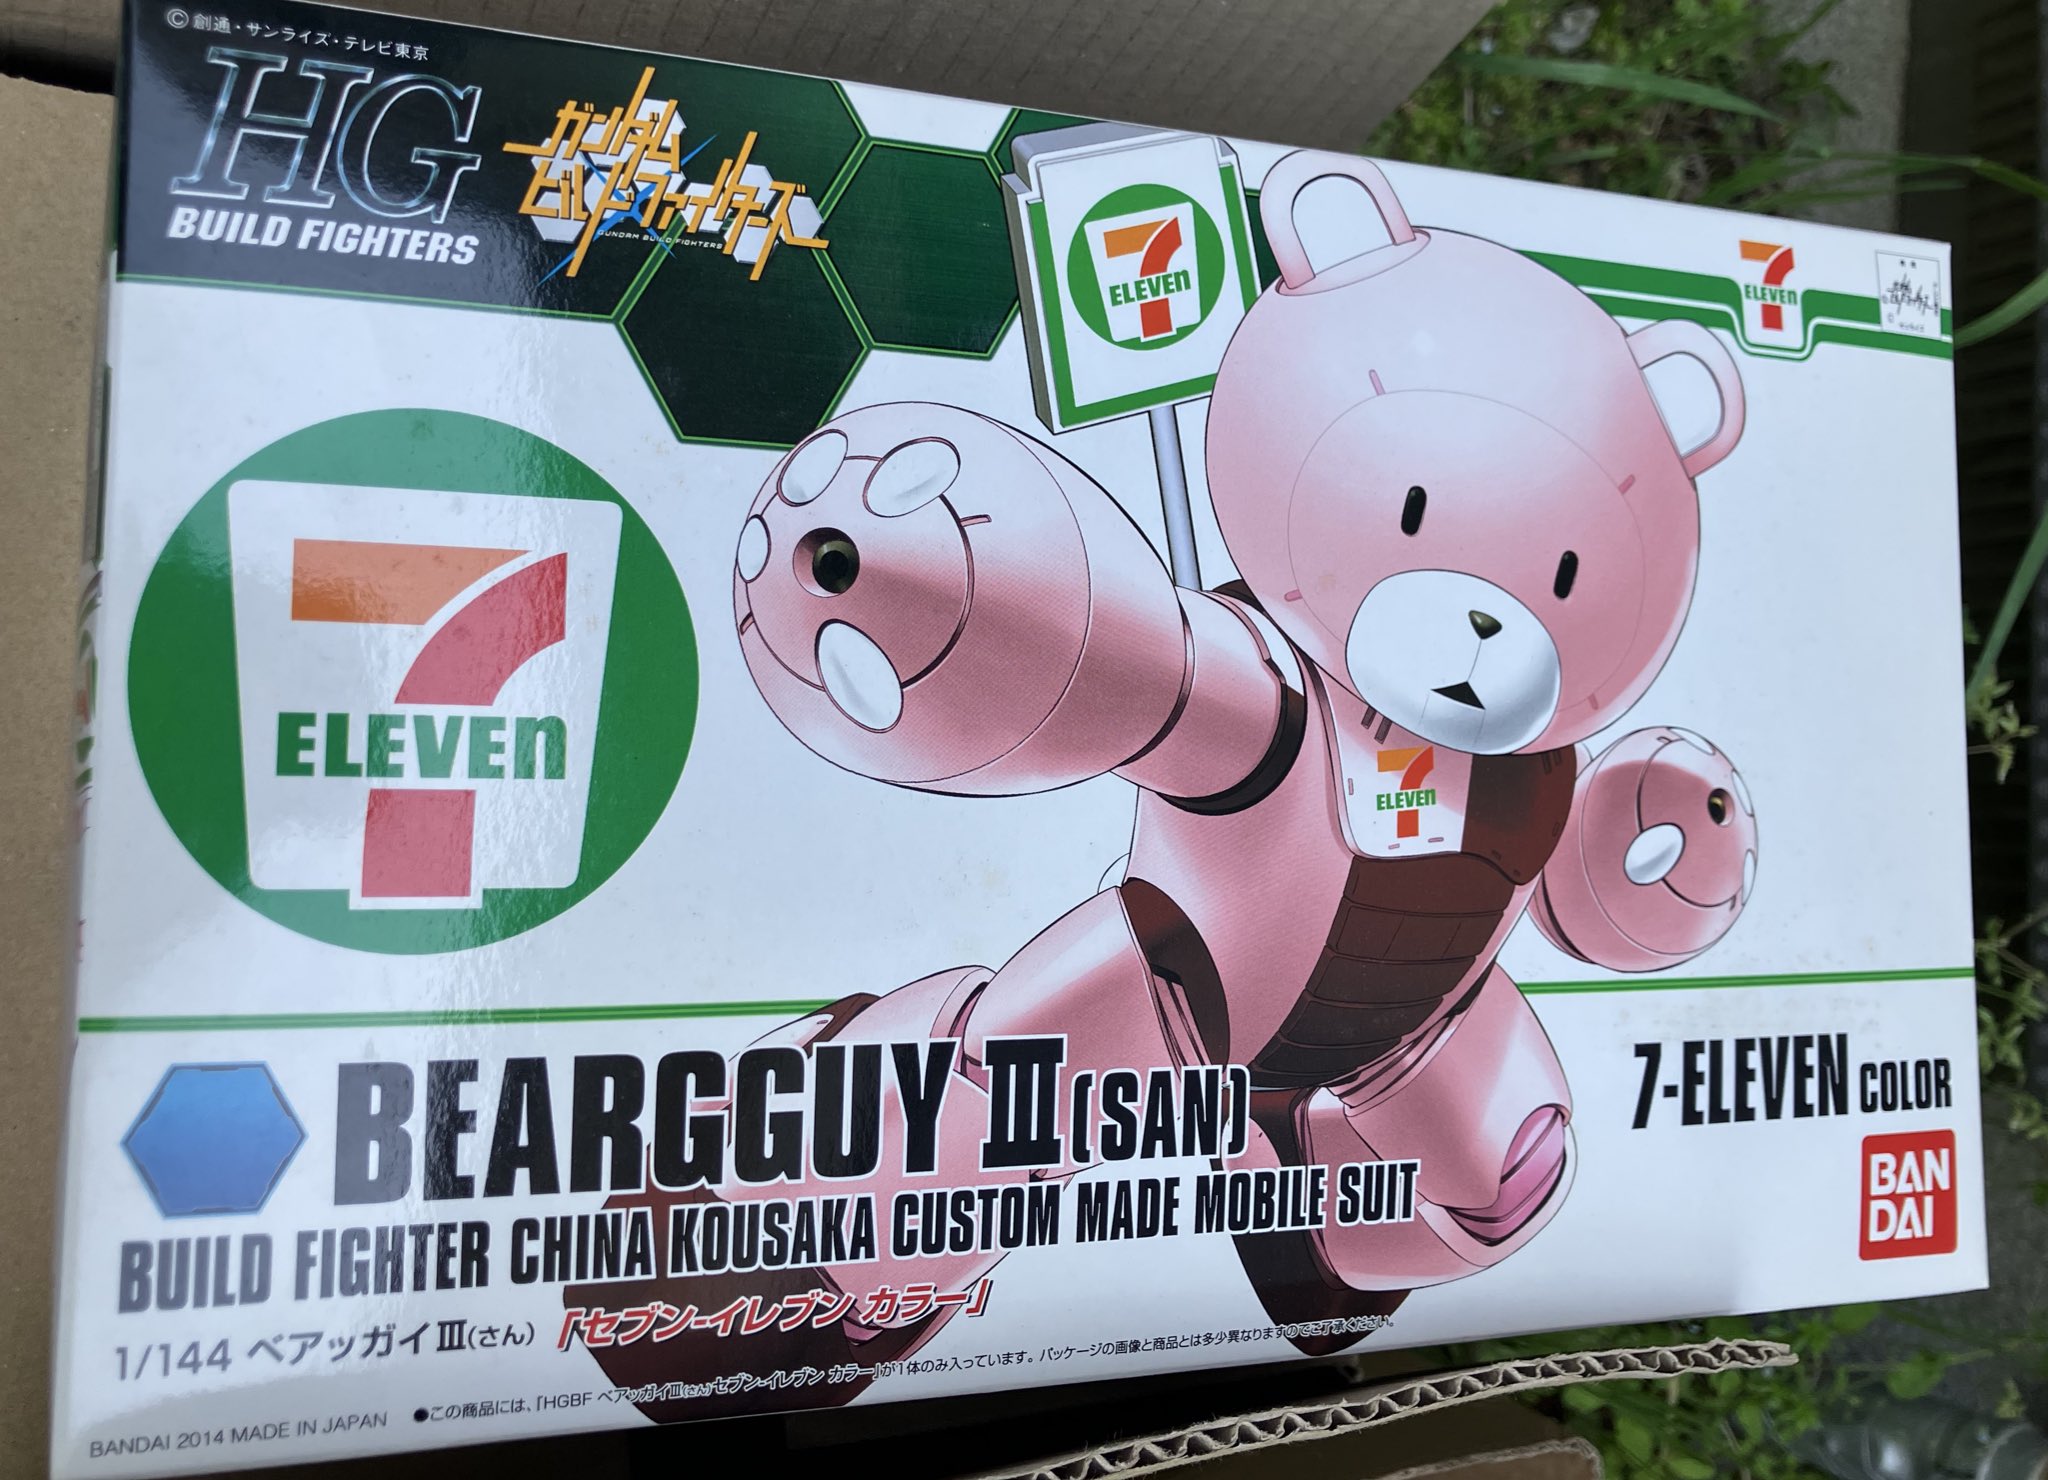 ©創通・サンライズ・テレビ東京
HG
BUILD FIGHTERS
ガンダム
ビルドファイターズ
GUNDAM BUILD FIGHTERS
7
ELEVEn
7
ELEVEn
7
ELEVEn
7
ELEVEn
BEARGGUY III (SAN)
7-ELEVEN COLOR
BUILD FIGHTER CHINA KOUSAKA CUSTOM MADE MOBILE SUIT
BAN
DAI
1/144 ベアッガイIII(さん) 「セブン-イレブン カラー」
●この商品には、「HGBF ベアッガイIII(さん)セブン-イレブン カラー」が1体のみ入っています。パッケージの画像と商品とは多少異なりますのでご了承ください。
BANDAI 2014 MADE IN JAPAN